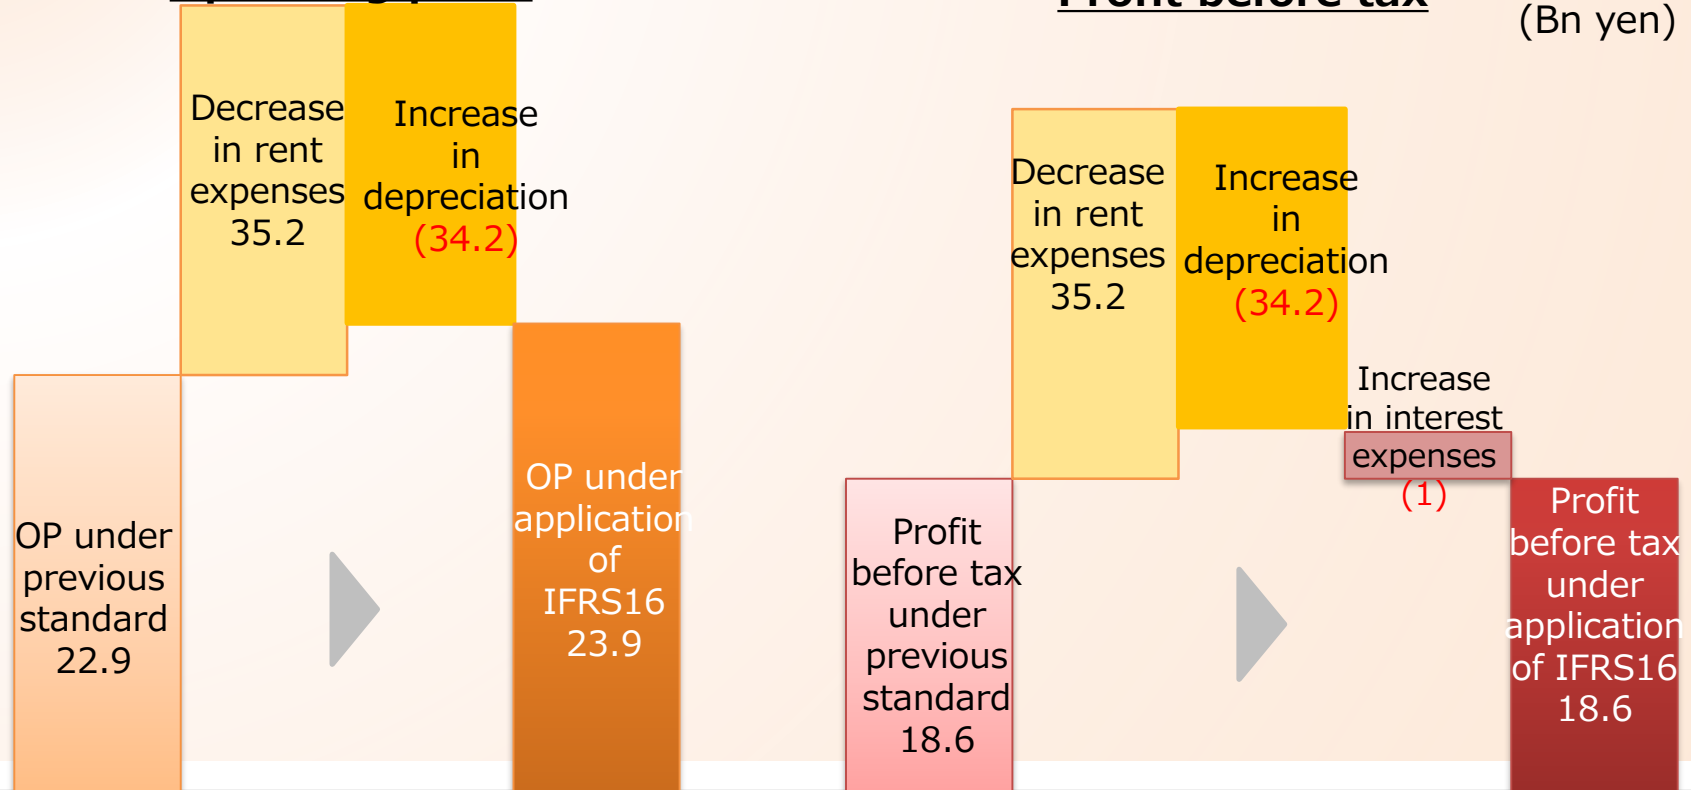 Profit before tax
(Bn yen)
Decrease
in rent
expenses
35.2
Increase
in
depreciation
(34.2)
OP under
previous
standard
22.9
OP under
application
of
IFRS16
23.9
Decrease
in rent
expenses
35.2
Increase
in
depreciation
(34.2)
Increase
in interest
expenses
(1)
Profit
before tax
under
previous
standard
18.6
Profit
before tax
under
application
of IFRS16
18.6